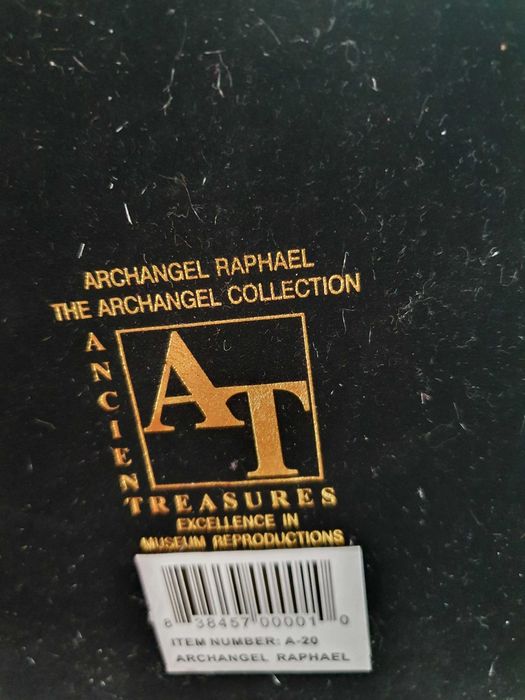 ARCHANGEL RAPHAEL
THE ARCHANGEL COLLECTION
ANCIENT
AT
TREASURES
EXCELLENCE IN
MUSEUM REPRODUCTIONS
6 38457 00001 0
ITEM NUMBER: A-20
ARCHANGEL RAPHAEL